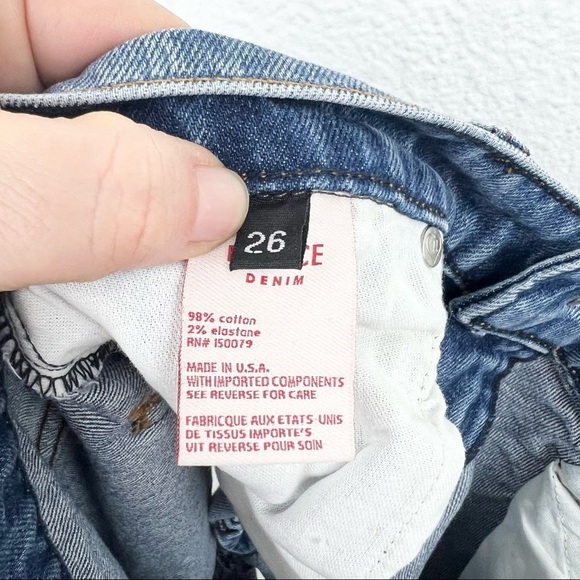 26
DENIM
98% cotton
2% elastane
RN# 150079
MADE IN U.S.A.
WITH IMPORTED COMPONENTS
SEE REVERSE FOR CARE
FABRICQUE AUX ETATS-UNIS
DE TISSUS IMPORTE'S
VIT REVERSE POUR SOIN